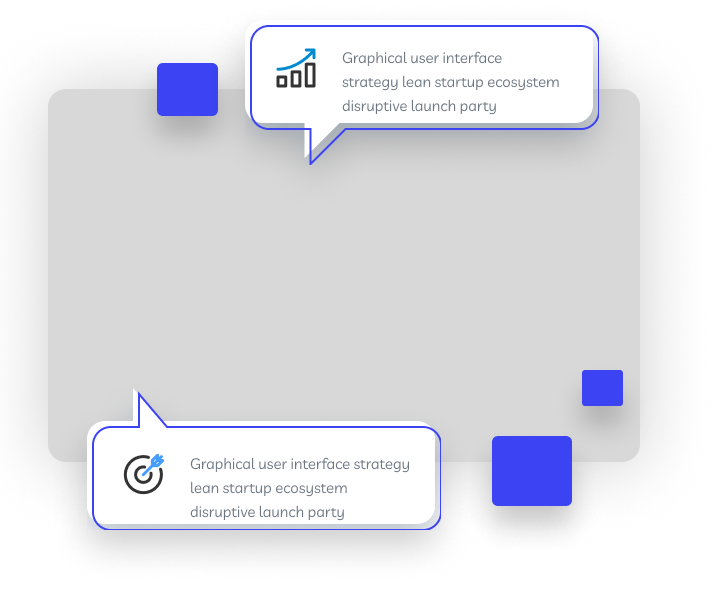 Graphical user interface
strategy lean startup ecosystem
disruptive launch party
Graphical user interface strategy
lean startup ecosystem
disruptive launch party